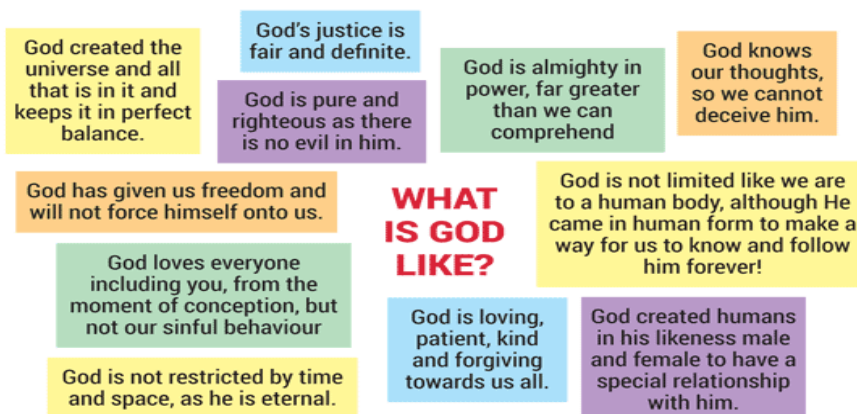 God created the
universe and all
that is in it and
keeps it in perfect
balance.
God's justice is
fair and definite.
God is pure and
righteous as there
is no evil in him.
God is almighty in
power, far greater
than we can
comprehend
God knows
our thoughts,
so we cannot
deceive him.
God has given us freedom and
will not force himself onto us.
WHAT
IS GOD
LIKE?
God is not limited like we are
to a human body, although He
came in human form to make a
way for us to know and follow
him forever!
God loves everyone
including you, from the
moment of conception, but
not our sinful behaviour
God is loving,
patient, kind
and forgiving
towards us all.
God created humans
in his likeness male
and female to have a
special relationship
with him.
God is not restricted by time
and space, as he is eternal.